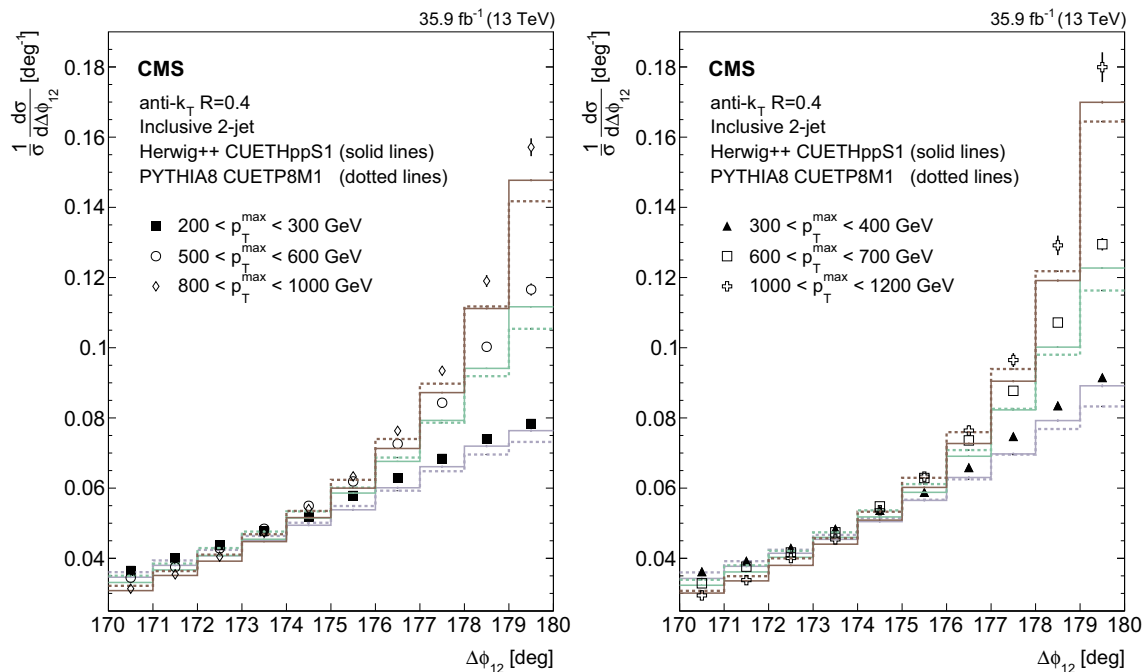 35.9 fb⁻¹ (13 TeV)
1/σ dσ/dΔϕ₁₂ [deg⁻¹]
CMS
anti-k_T R=0.4
Inclusive 2-jet
Herwig++ CUETHppS1 (solid lines)
PYTHIA8 CUETP8M1 (dotted lines)
200 < p_T^max < 300 GeV
500 < p_T^max < 600 GeV
800 < p_T^max < 1000 GeV
0.18
0.16
0.14
0.12
0.1
0.08
0.06
0.04
170 171 172 173 174 175 176 177 178 179 180
Δϕ₁₂ [deg]
35.9 fb⁻¹ (13 TeV)
1/σ dσ/dΔϕ₁₂ [deg⁻¹]
CMS
anti-k_T R=0.4
Inclusive 2-jet
Herwig++ CUETHppS1 (solid lines)
PYTHIA8 CUETP8M1 (dotted lines)
300 < p_T^max < 400 GeV
600 < p_T^max < 700 GeV
1000 < p_T^max < 1200 GeV
0.18
0.16
0.14
0.12
0.1
0.08
0.06
0.04
170 171 172 173 174 175 176 177 178 179 180
Δϕ₁₂ [deg]